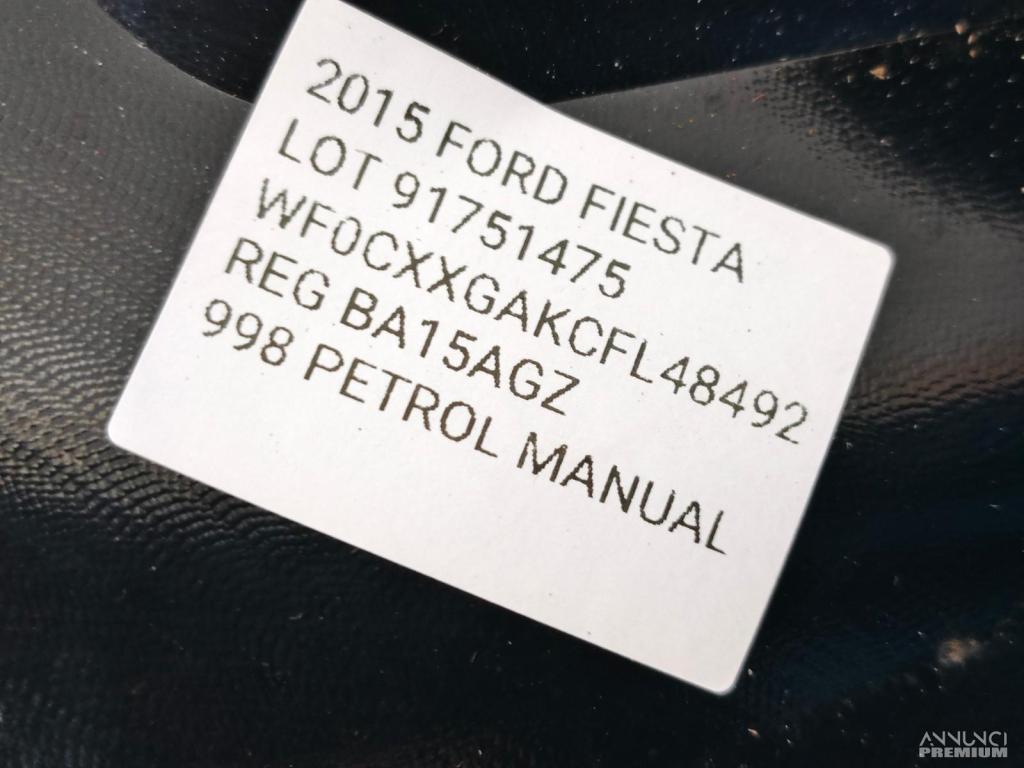 2015 FORD FIESTA
LOT 91751475
WF0CXXGAKCFL48492
REG BA15AGZ
998 PETROL MANUAL
ANNUNCI
PREMIUM